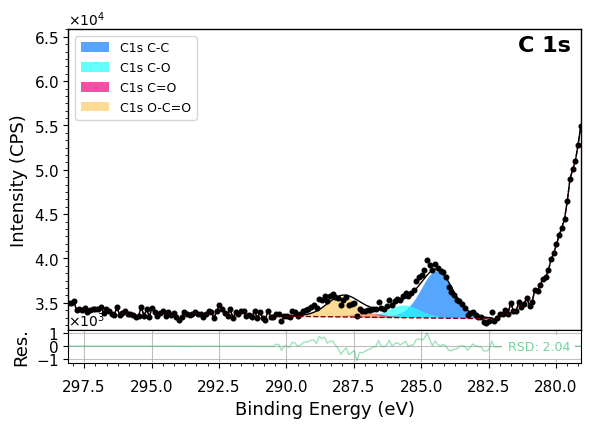 ×10⁴
C 1s
C1s C-C
C1s C-O
C1s C=O
C1s O-C=O
6.5
6.0
5.5
5.0
4.5
4.0
3.5
Intensity (CPS)
×10³
1
0
−1
Res.
RSD: 2.04
297.5 295.0 292.5 290.0 287.5 285.0 282.5 280.0
Binding Energy (eV)